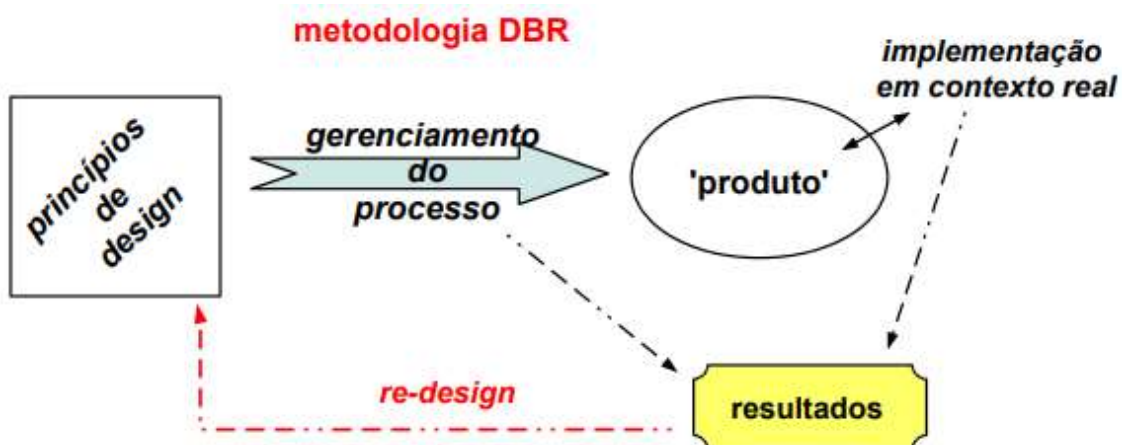 metodologia DBR
implementação
em contexto real
princípios
de
design
gerenciamento
do
processo
'produto'
re-design
resultados